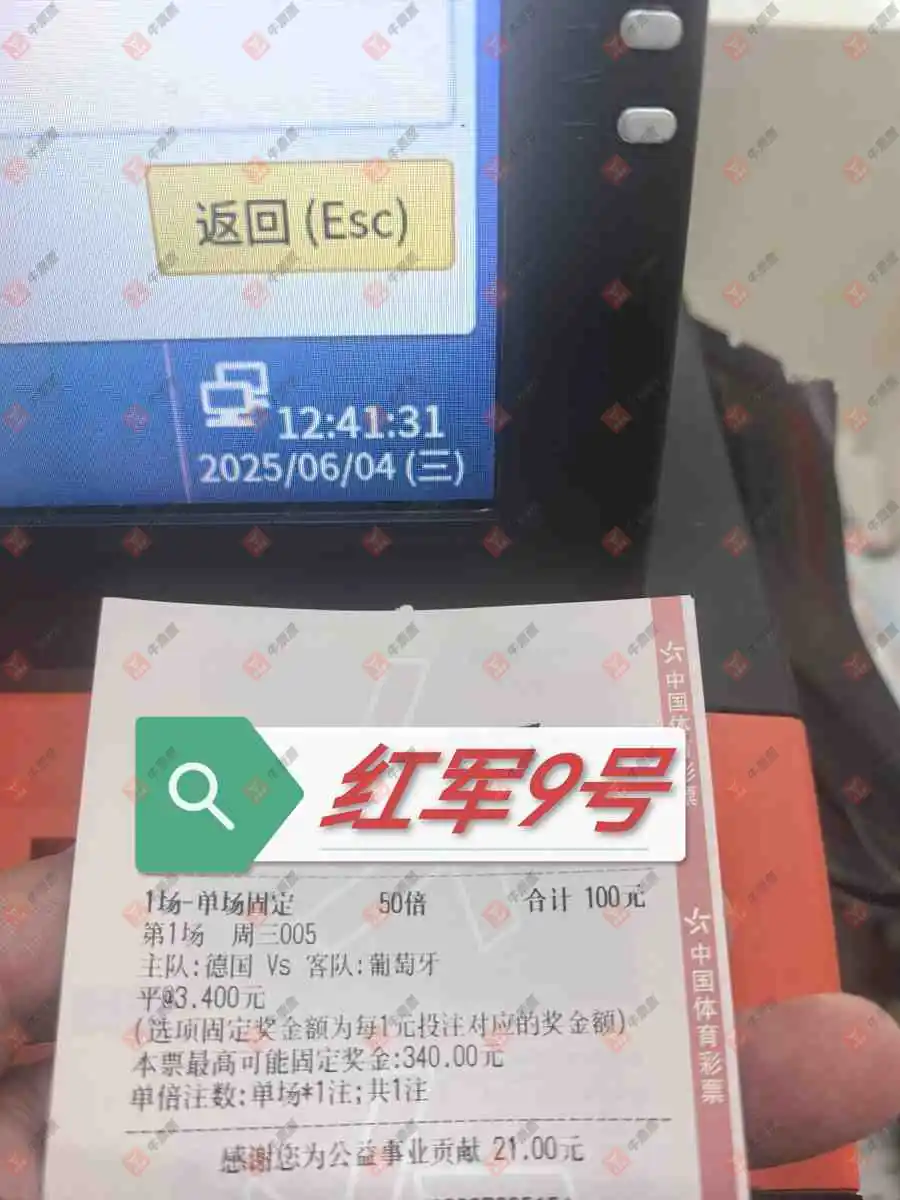 返回 (Esc)
12:41:31
2025/06/04 (三)
中国体育彩票
红军9号
1场-单场固定 50倍 合计 100元
第1场 周三005
主队:德国 Vs 客队:葡萄牙
平@3.400元
(选项固定奖金额为每1元投注对应的奖金额)
本票最高可能固定奖金:340.00元
单倍注数:单场*1注;共1注
感谢您为公益事业贡献 21.00元
中国体育彩票